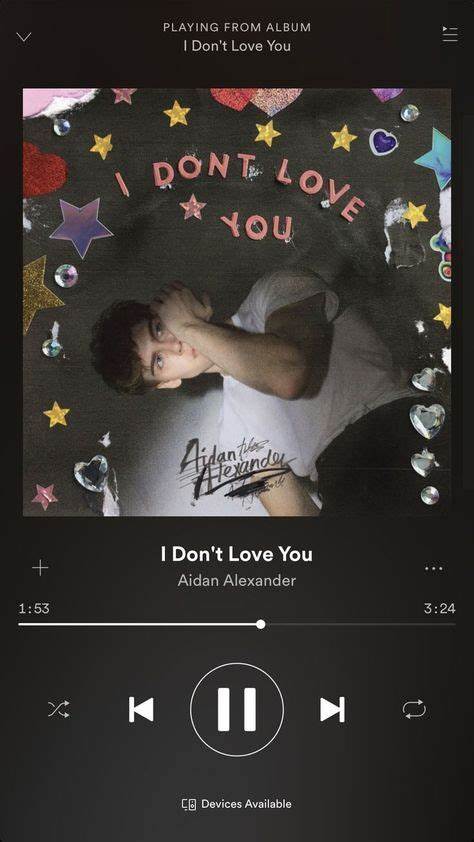 PLAYING FROM ALBUM
I Don't Love You
I DONT LOVE
YOU
Aidan
Alexander
I Don't Love You
Aidan Alexander
1:53
3:24
Devices Available